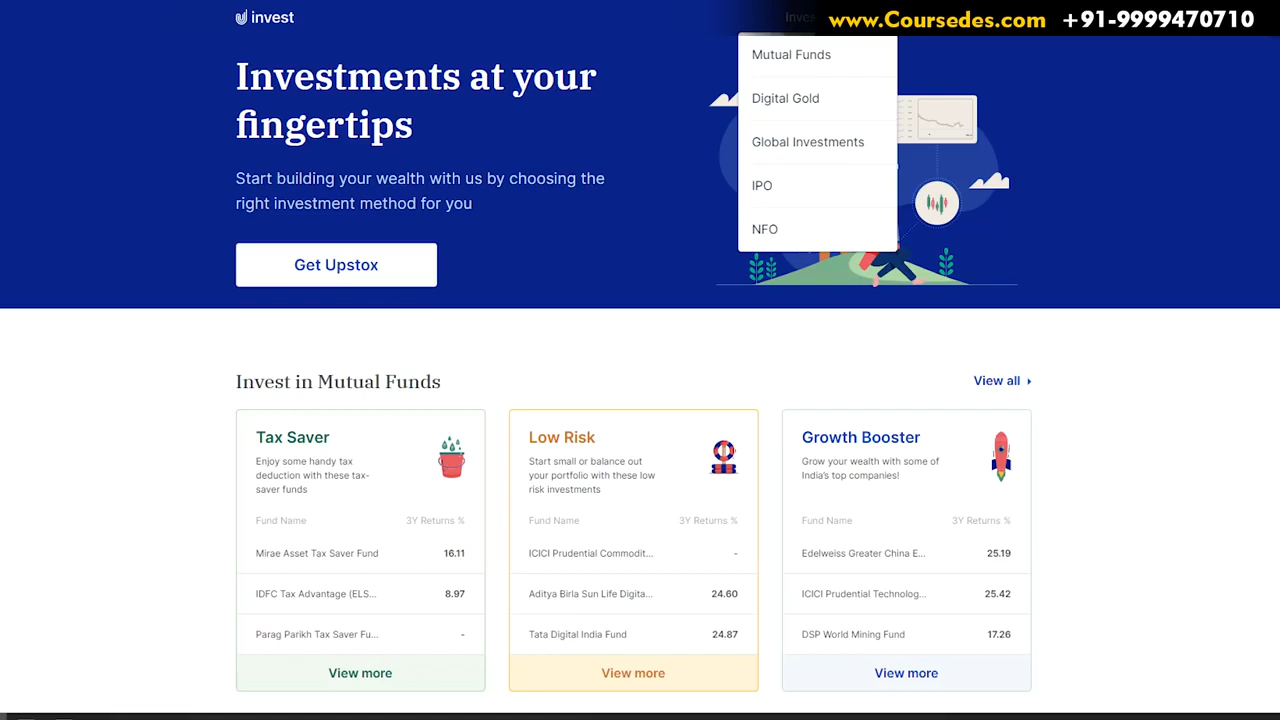 invest
Inves
www.Coursedes.com +91-9999470710
Investments at your
fingertips
Start building your wealth with us by choosing the
right investment method for you
Get Upstox
Mutual Funds
Digital Gold
Global Investments
IPO
NFO
Invest in Mutual Funds
View all
Tax Saver
Enjoy some handy tax
deduction with these tax-
saver funds
Fund Name 3Y Returns %
Mirae Asset Tax Saver Fund 16.11
IDFC Tax Advantage (ELS... 8.97
Parag Parikh Tax Saver Fu... -
View more
Low Risk
Start small or balance out
your portfolio with these low
risk investments
Fund Name 3Y Returns %
ICICI Prudential Commodit... -
Aditya Birla Sun Life Digita... 24.60
Tata Digital India Fund 24.87
View more
Growth Booster
Grow your wealth with some of
India's top companies!
Fund Name 3Y Returns %
Edelweiss Greater China E... 25.19
ICICI Prudential Technolog... 25.42
DSP World Mining Fund 17.26
View more